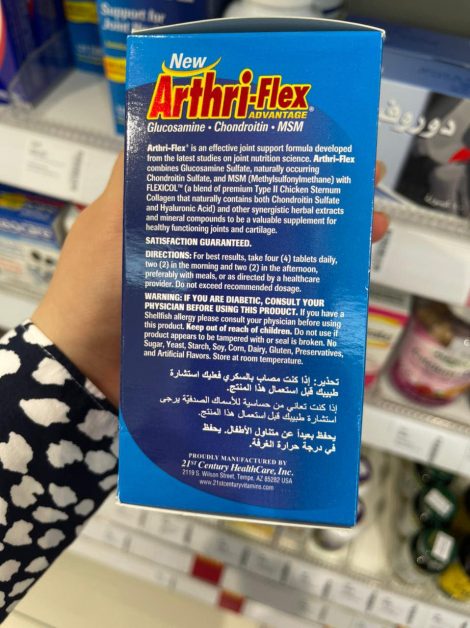 Support for
New
Arthri-Flex®
ADVANTAGE
Glucosamine • Chondroitin • MSM
Arthri-Flex® is an effective joint support formula developed
from the latest studies on joint nutrition science. Arthri-Flex
combines Glucosamine Sulfate, naturally occurring
Chondroitin Sulfate, and MSM (Methylsulfonylmethane) with
FLEXICOL™ (a blend of premium Type II Chicken Sternum
Collagen that naturally contains both Chondroitin Sulfate
and Hyaluronic Acid) and other synergistic herbal extracts
and mineral compounds to be a valuable supplement for
healthy functioning joints and cartilage.
SATISFACTION GUARANTEED.
DIRECTIONS: For best results, take four (4) tablets daily,
two (2) in the morning and two (2) in the afternoon,
preferably with meals, or as directed by a healthcare
provider. Do not exceed recommended dosage.
WARNING: IF YOU ARE DIABETIC, CONSULT YOUR
PHYSICIAN BEFORE USING THIS PRODUCT. If you have a
Shellfish allergy please consult your physician before using
this product. Keep out of reach of children. Do not use if
product appears to be tampered with or seal is broken. No
Sugar, Yeast, Starch, Soy, Corn, Dairy, Gluten, Preservatives,
and Artificial Flavors. Store at room temperature.
تحذير: إذا كنت مصاب بالسكري فعليك استشارة
طبيبك قبل استعمال هذا المنتج.
إذا كنت تعاني من حساسية للأسماك الصدفيّة يرجى
استشارة طبيبك قبل استعمال هذا المنتج.
يحفظ بعيداً عن متناول الأطفال. يحفظ
في درجة حرارة الغرفة.
PROUDLY MANUFACTURED BY
21ST Century HealthCare, Inc.
2119 S. Wilson Street, Tempe, AZ 85282 USA
www.21stcenturyvitamins.com